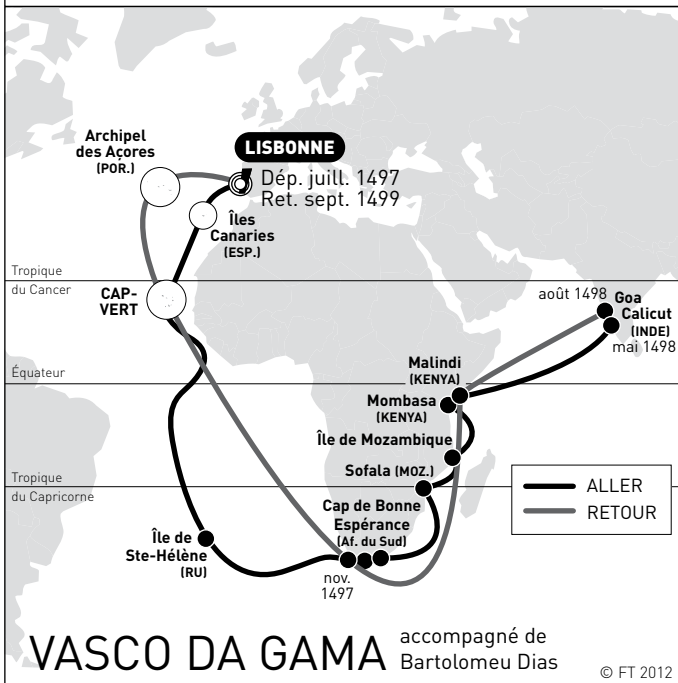 Archipel
des Açores
(POR.)
LISBONNE
Dép. juill. 1497
Ret. sept. 1499
Îles
Canaries
(ESP.)
Tropique
du Cancer
CAP-
VERT
août 1498
Goa
Calicut
(INDE)
mai 1498
Équateur
Malindi
(KENYA)
Mombasa
(KENYA)
Île de Mozambique
Sofala (MOZ.)
Tropique
du Capricorne
Cap de Bonne
Espérance
(Af. du Sud)
ALLER
RETOUR
Île de
Ste-Hélène
(RU)
nov.
1497
VASCO DA GAMA
accompagné de
Bartolomeu Dias
© FT 2012